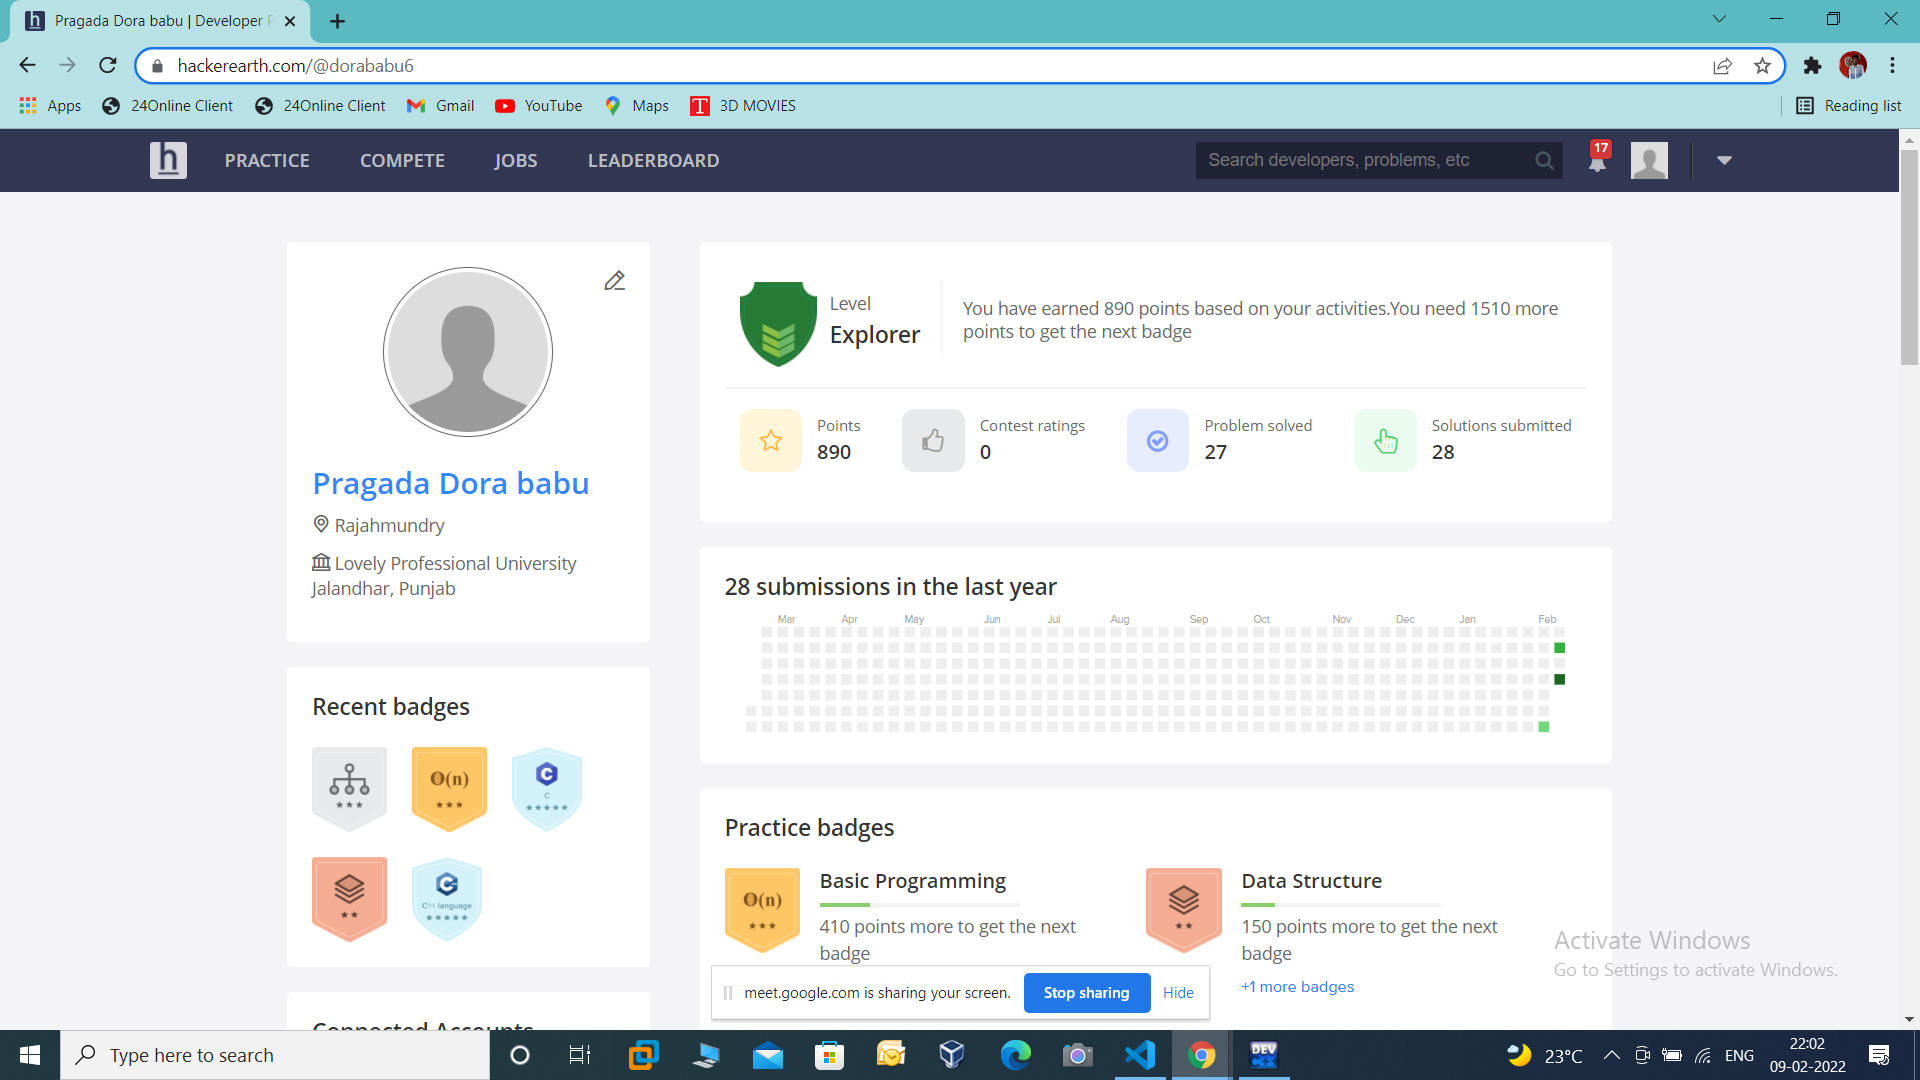 Pragada Dora babu | Developer P
hackerearth.com/@dorababu6
Apps 24Online Client 24Online Client Gmail YouTube Maps T 3D MOVIES Reading list
h PRACTICE COMPETE JOBS LEADERBOARD Search developers, problems, etc 17
Pragada Dora babu
Rajahmundry
Lovely Professional University
Jalandhar, Punjab
Recent badges
O(n)
C
C
C++ language
Connected Accounts
Level
Explorer
You have earned 890 points based on your activities.You need 1510 more
points to get the next badge
Points
890
Contest ratings
0
Problem solved
27
Solutions submitted
28
28 submissions in the last year
Mar Apr May Jun Jul Aug Sep Oct Nov Dec Jan Feb
Practice badges
O(n)
Basic Programming
410 points more to get the next
badge
Data Structure
150 points more to get the next
badge
+1 more badges
Activate Windows
Go to Settings to activate Windows.
meet.google.com is sharing your screen. Stop sharing Hide
Type here to search
DEV
C++
23°C
ENG
22:02
09-02-2022